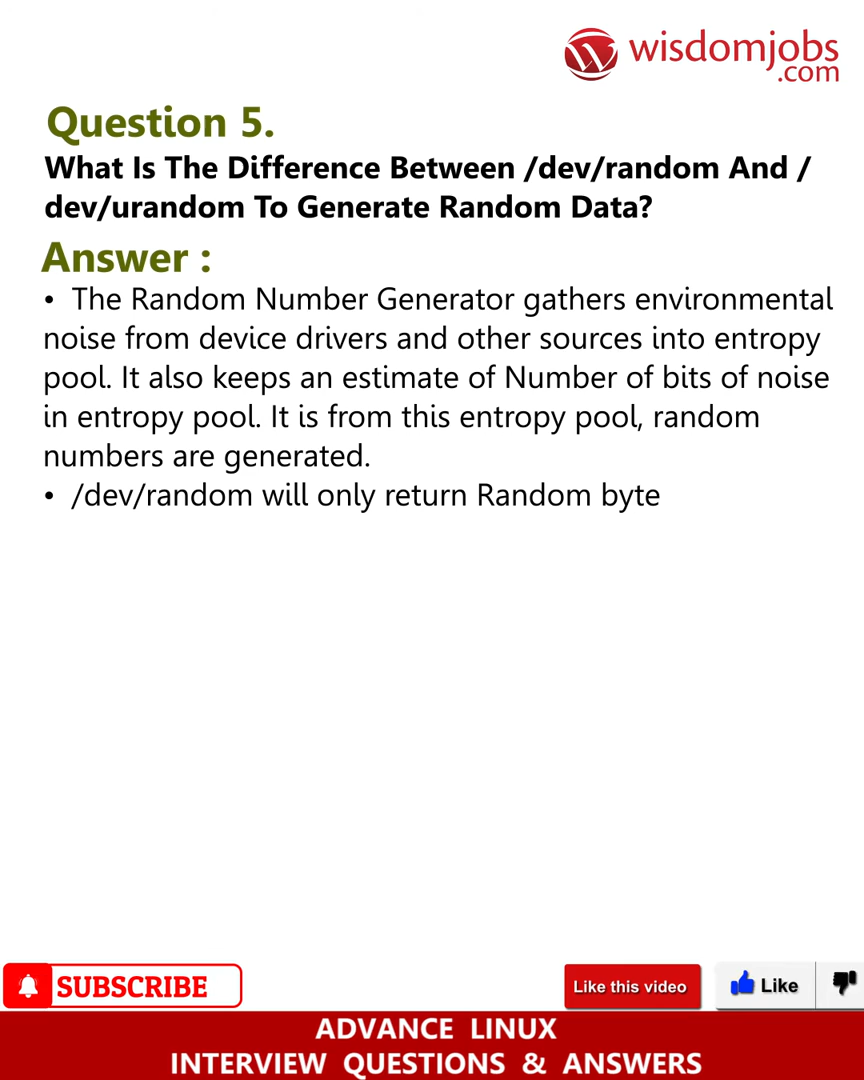 wisdomjobs
.com
Question 5.
What Is The Difference Between /dev/random And /
dev/urandom To Generate Random Data?
Answer :
• The Random Number Generator gathers environmental
noise from device drivers and other sources into entropy
pool. It also keeps an estimate of Number of bits of noise
in entropy pool. It is from this entropy pool, random
numbers are generated.
• /dev/random will only return Random byte
SUBSCRIBE
Like this video
Like
ADVANCE LINUX
INTERVIEW QUESTIONS & ANSWERS